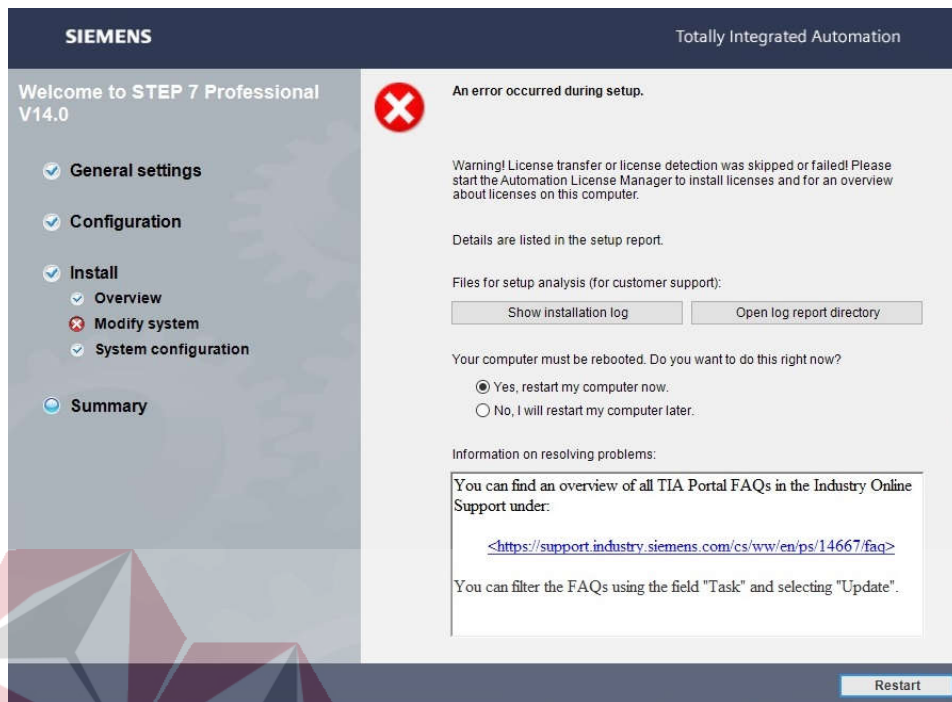 SIEMENS
Totally Integrated Automation
Welcome to STEP 7 Professional
V14.0
General settings
Configuration
Install
Overview
Modify system
System configuration
Summary
An error occurred during setup.
Warning! License transfer or license detection was skipped or failed! Please
start the Automation License Manager to install licenses and for an overview
about licenses on this computer.
Details are listed in the setup report.
Files for setup analysis (for customer support):
Show installation log
Open log report directory
Your computer must be rebooted. Do you want to do this right now?
Yes, restart my computer now.
No, I will restart my computer later.
Information on resolving problems:
You can find an overview of all TIA Portal FAQs in the Industry Online
Support under:
<https://support.industry.siemens.com/cs/ww/en/ps/14667/faq>
You can filter the FAQs using the field "Task" and selecting "Update".
Restart